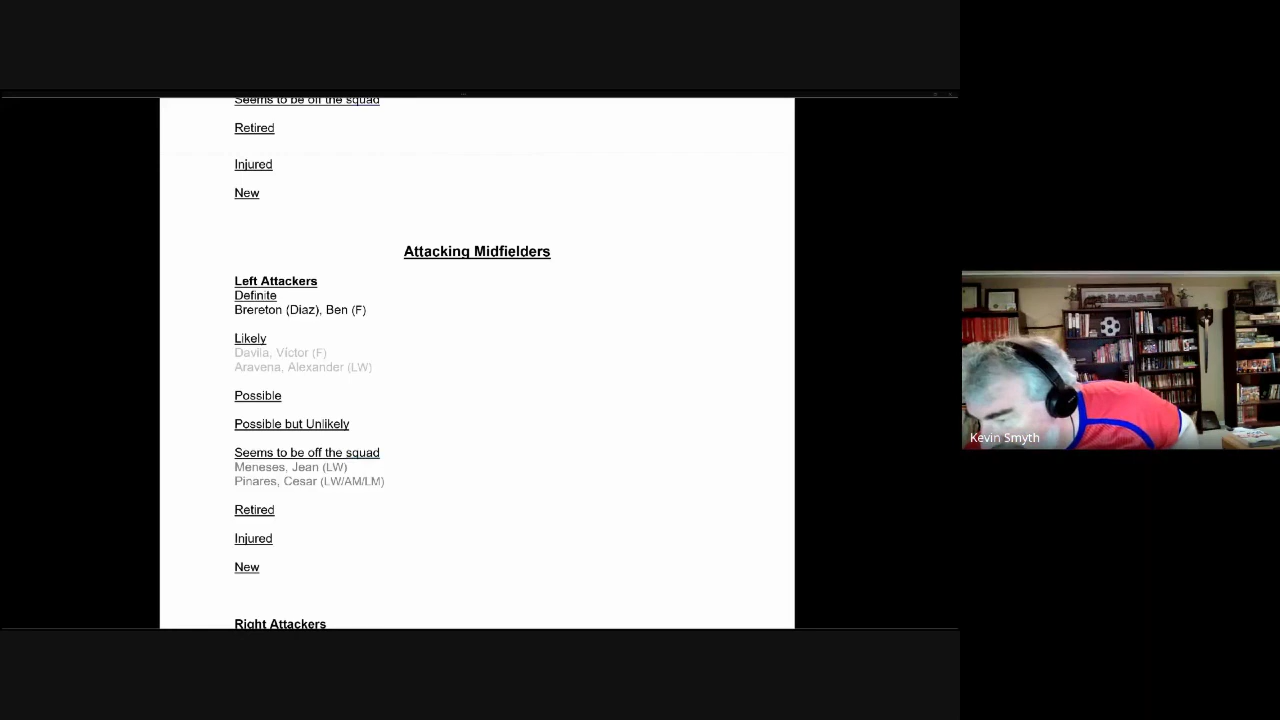 Seems to be off the squad
Retired
Injured
New
Attacking Midfielders
Left Attackers
Definite
Brereton (Diaz), Ben (F)
Likely
Davila, Víctor (F)
Aravena, Alexander (LW)
Possible
Possible but Unlikely
Seems to be off the squad
Meneses, Jean (LW)
Pinares, Cesar (LW/AM/LM)
Retired
Injured
New
Right Attackers
Kevin Smyth